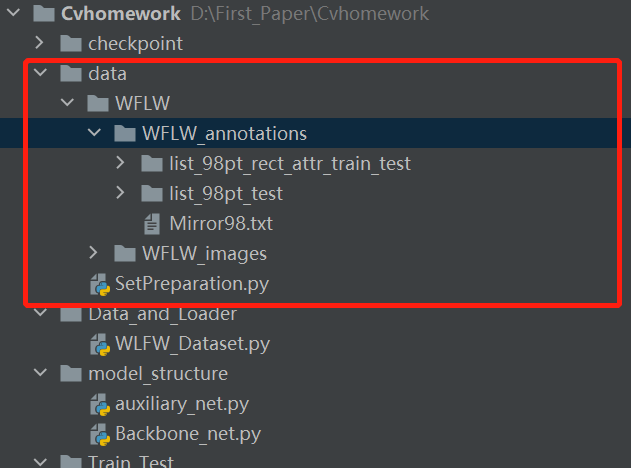 Cvhomework D:\First_Paper\Cvhomework
checkpoint
data
WFLW
WFLW_annotations
list_98pt_rect_attr_train_test
list_98pt_test
Mirror98.txt
WFLW_images
SetPreparation.py
Data_and_Loader
WLFW_Dataset.py
model_structure
auxiliary_net.py
Backbone_net.py
Train_Test